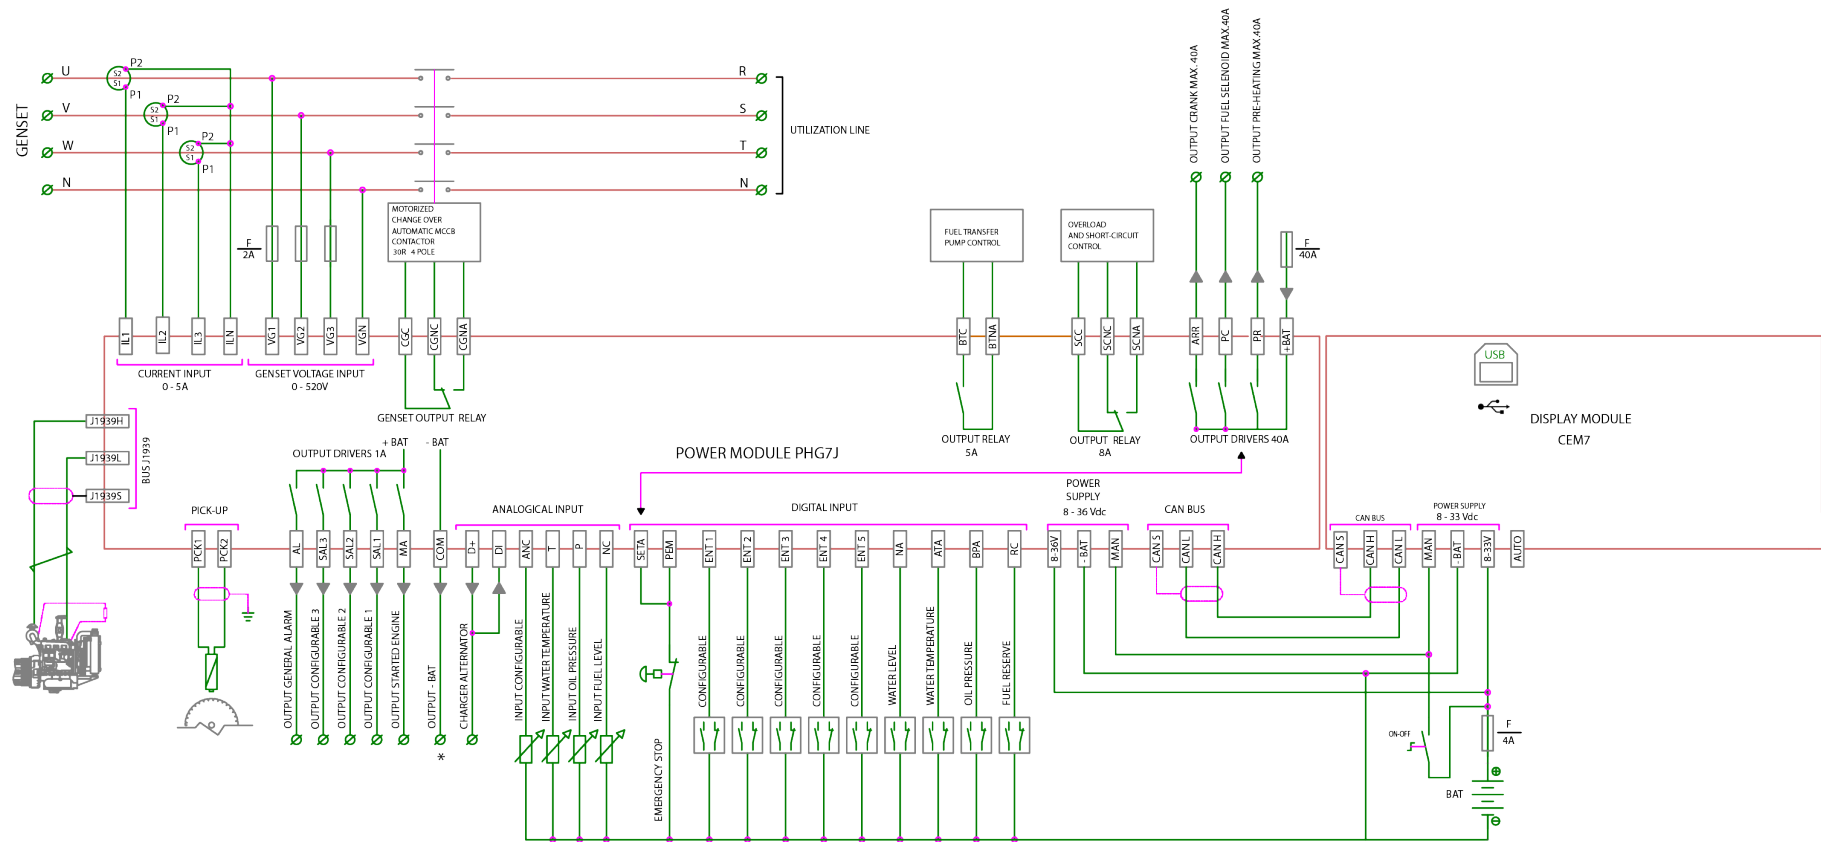 GENSET
U
V
W
N
P2
S2
S1
P1
P2
S2
S1
P1
P2
S2
S1
P1
R
S
T
N
UTILIZATION LINE
F
2A
MOTORIZED
CHANGE OVER
AUTOMATIC MCCB
CONTACTOR
30R 4 POLE
FUEL TRANSFER
PUMP CONTROL
OVERLOAD
AND SHORT-CIRCUIT
CONTROL
OUTPUT CRANK MAX. 40A
OUTPUT FUEL SELENOID MAX.40A
OUTPUT PRE-HEATING MAX.40A
F
40A
IL1
IL2
IL3
ILN
VG1
VG2
VG3
VGN
CGC
CGNC
CGNA
BTC
BTNA
SCC
SCNC
SCNA
ARR
PC
PR
+BAT
CURRENT INPUT
0 - 5A
GENSET VOLTAGE INPUT
0 - 520V
GENSET OUTPUT RELAY
OUTPUT RELAY
5A
OUTPUT RELAY
8A
OUTPUT DRIVERS 40A
USB
DISPLAY MODULE
CEM7
J1939H
J1939L
J1939S
BUS J1939
+ BAT
- BAT
OUTPUT DRIVERS 1A
POWER MODULE PHG7J
PICK-UP
ANALOGICAL INPUT
DIGITAL INPUT
POWER
SUPPLY
8 - 36 Vdc
CAN BUS
CAN BUS
POWER SUPPLY
8 - 33 Vdc
PCK1
PCK2
AL
SAL3
SAL2
SAL1
MA
COM
D+
DI
ANC
T
P
NC
SETA
PEM
ENT 1
ENT 2
ENT 3
ENT 4
ENT 5
NA
ATA
BPA
RC
8-36V
- BAT
MAN
CAN S
CAN L
CAN H
CAN S
CAN H
CAN L
MAN
- BAT
8-33V
AUTO
OUTPUT GENERAL ALARM
OUTPUT CONFIGURABLE 3
OUTPUT CONFIGURABLE 2
OUTPUT CONFIGURABLE 1
OUTPUT STARTED ENGINE
OUTPUT - BAT
*
CHARGER ALTERNATOR
INPUT CONFIGURABLE
INPUT WATER TEMPERATURE
INPUT OIL PRESSURE
INPUT FUEL LEVEL
EMERGENCY STOP
CONFIGURABLE
CONFIGURABLE
CONFIGURABLE
CONFIGURABLE
CONFIGURABLE
WATER LEVEL
WATER TEMPERATURE
OIL PRESSURE
FUEL RESERVE
ON-OFF
F
4A
BAT